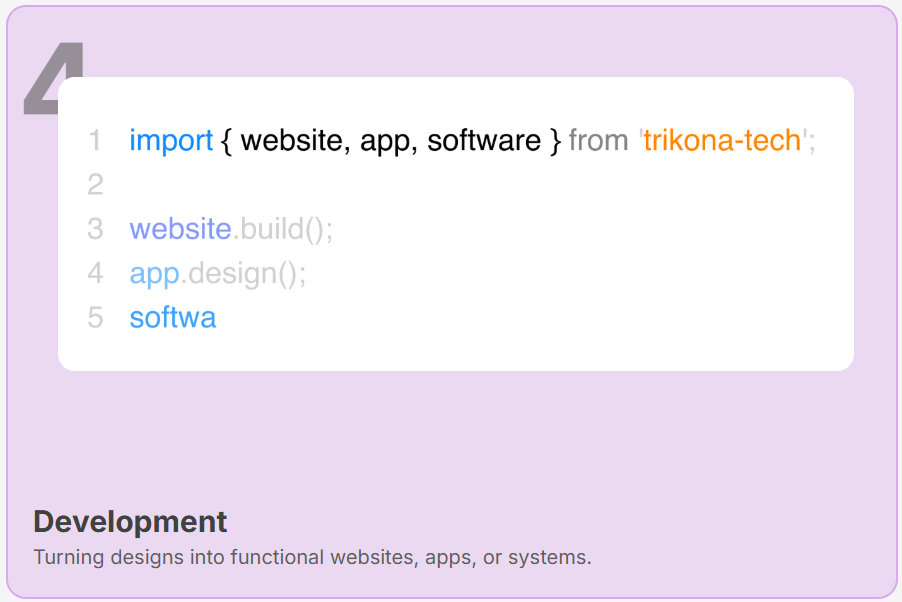 4
1 import { website, app, software } from 'trikona-tech';
2
3 website.build();
4 app.design();
5 softwa
Development
Turning designs into functional websites, apps, or systems.